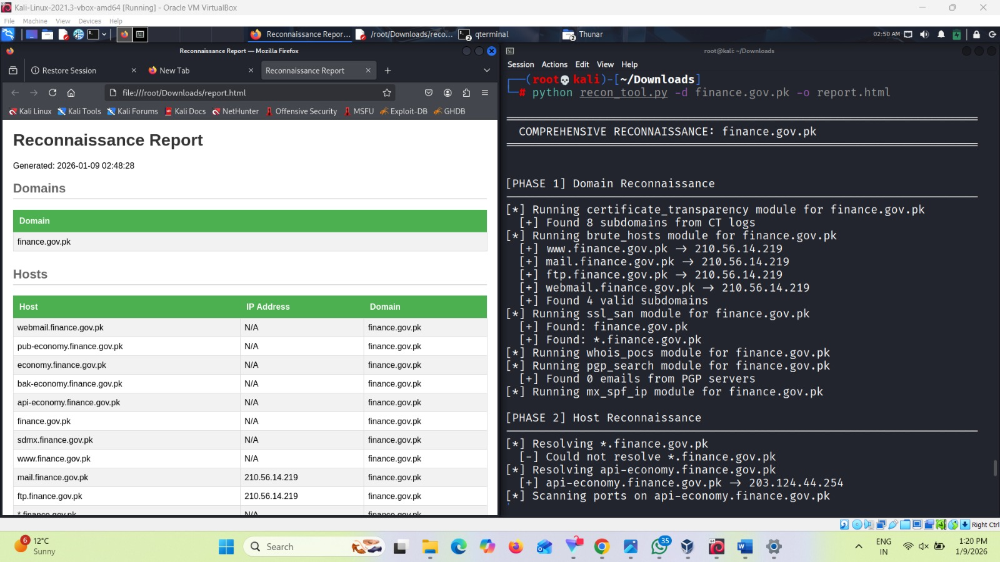 Kali-Linux-2021.3-vbox-amd64 [Running] - Oracle VM VirtualBox
File Machine View Devices Help
Reconnaissance Repor... /root/Downloads/reco... 2 qterminal 2 Thunar 02:50 AM
Reconnaissance Report — Mozilla Firefox
Restore Session
New Tab
Reconnaissance Report
file:///root/Downloads/report.html
Kali Linux Kali Tools Kali Forums Kali Docs NetHunter Offensive Security MSFU Exploit-DB GHDB
Reconnaissance Report
Generated: 2026-01-09 02:48:28
Domains
Domain
finance.gov.pk
Hosts
Host IP Address Domain
webmail.finance.gov.pk N/A finance.gov.pk
pub-economy.finance.gov.pk N/A finance.gov.pk
economy.finance.gov.pk N/A finance.gov.pk
bak-economy.finance.gov.pk N/A finance.gov.pk
api-economy.finance.gov.pk N/A finance.gov.pk
finance.gov.pk N/A finance.gov.pk
sdmx.finance.gov.pk N/A finance.gov.pk
www.finance.gov.pk N/A finance.gov.pk
mail.finance.gov.pk 210.56.14.219 finance.gov.pk
ftp.finance.gov.pk 210.56.14.219 finance.gov.pk
*.finance.gov.pk N/A finance.gov.pk
root@kali: ~/Downloads
Session Actions Edit View Help
(root💀kali)-[~/Downloads]
# python recon_tool.py -d finance.gov.pk -o report.html
COMPREHENSIVE RECONNAISSANCE: finance.gov.pk
[PHASE 1] Domain Reconnaissance
[*] Running certificate_transparency module for finance.gov.pk
[+] Found 8 subdomains from CT logs
[*] Running brute_hosts module for finance.gov.pk
[+] www.finance.gov.pk → 210.56.14.219
[+] mail.finance.gov.pk → 210.56.14.219
[+] ftp.finance.gov.pk → 210.56.14.219
[+] webmail.finance.gov.pk → 210.56.14.219
[+] Found 4 valid subdomains
[*] Running ssl_san module for finance.gov.pk
[+] Found: finance.gov.pk
[+] Found: *.finance.gov.pk
[*] Running whois_pocs module for finance.gov.pk
[*] Running pgp_search module for finance.gov.pk
[+] Found 0 emails from PGP servers
[*] Running mx_spf_ip module for finance.gov.pk
[PHASE 2] Host Reconnaissance
[*] Resolving *.finance.gov.pk
[-] Could not resolve *.finance.gov.pk
[*] Resolving api-economy.finance.gov.pk
[+] api-economy.finance.gov.pk → 203.124.44.254
[*] Scanning ports on api-economy.finance.gov.pk
Right Ctrl
6 12°C
Sunny
Search
35
ENG
IN
1:20 PM
1/9/2026